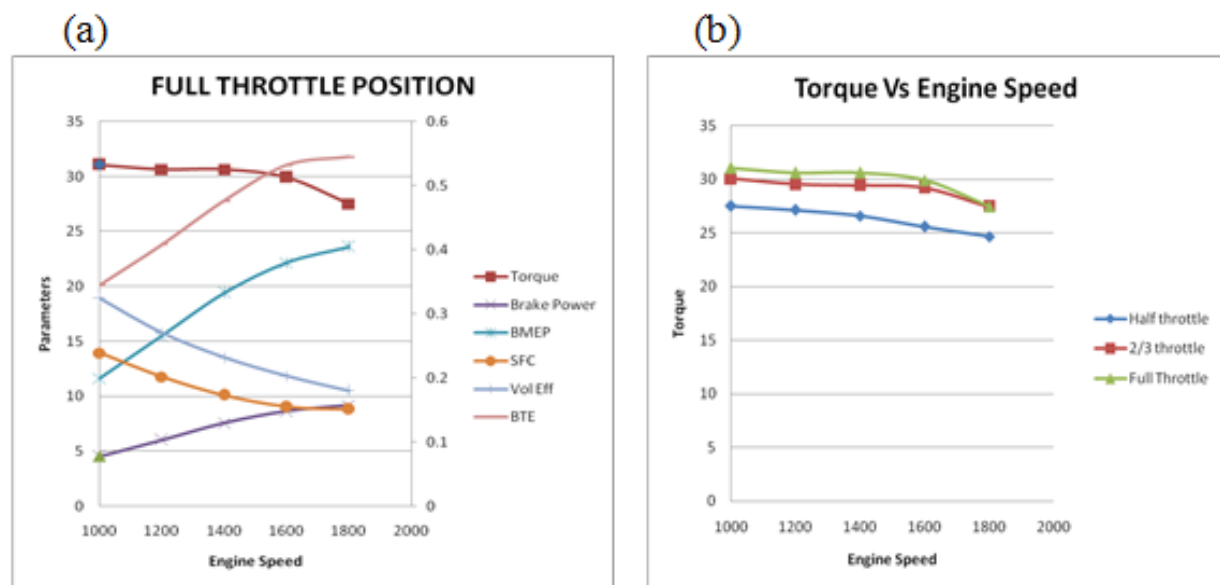 (a)
FULL THROTTLE POSITION
35
30
25
20
15
10
5
0
Parameters
0.6
0.5
0.4
0.3
0.2
0.1
0
1000 1200 1400 1600 1800 2000
Engine Speed
Torque
Brake Power
BMEP
SFC
Vol Eff
BTE
(b)
Torque Vs Engine Speed
35
30
25
20
15
10
5
0
Torque
1000 1200 1400 1600 1800 2000
Engine Speed
Half throttle
2/3 throttle
Full Throttle